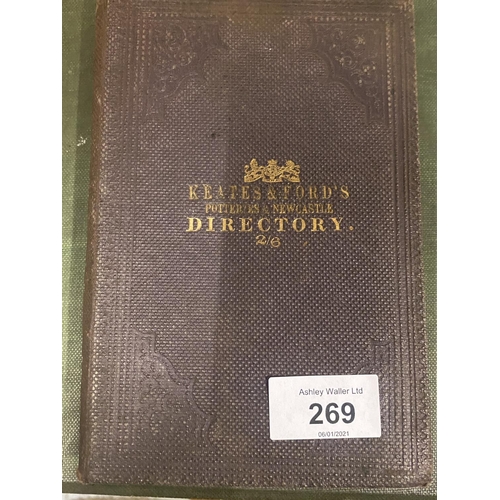 KEATES & FORD'S
POTTERIES & NEWCASTLE
DIRECTORY.
2/6
Ashley Waller Ltd
269
06/01/2021